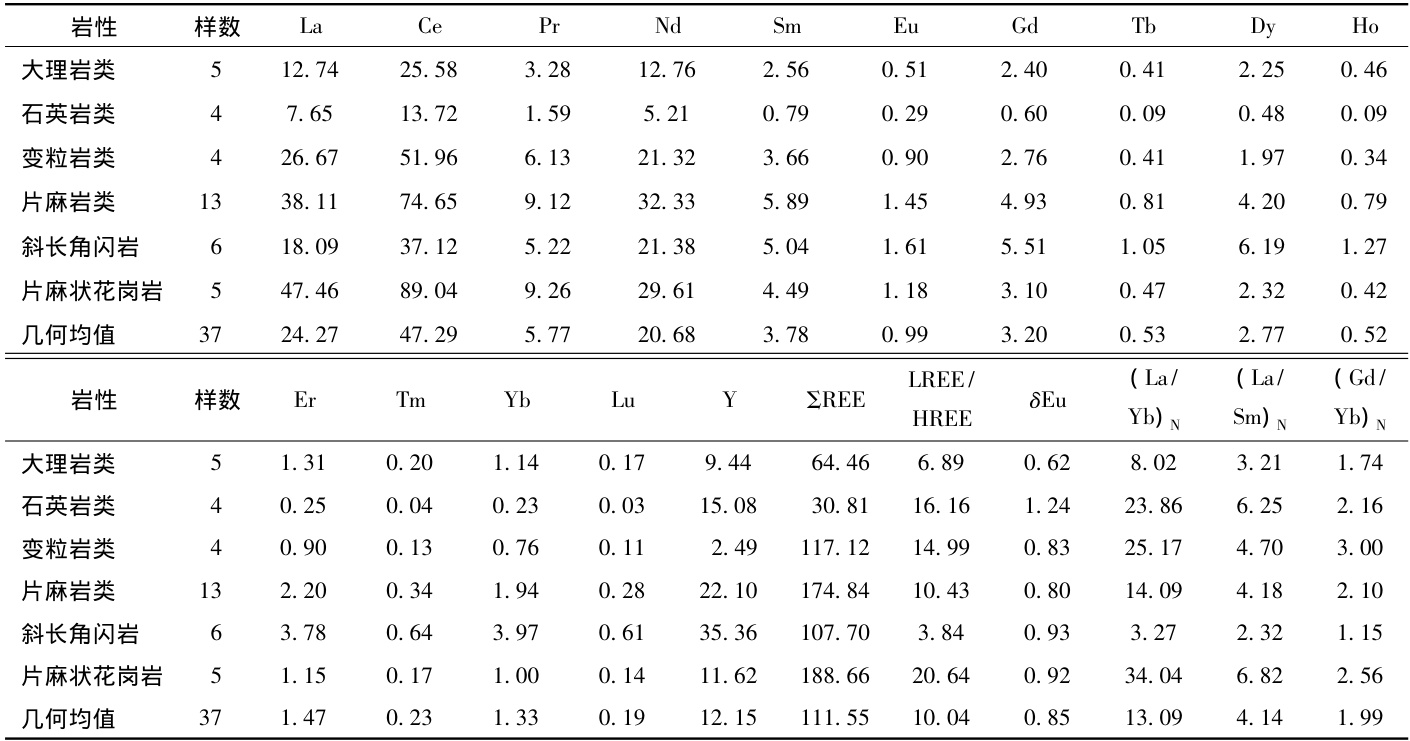 岩性 样数 La Ce Pr Nd Sm Eu Gd Tb Dy Ho
大理岩类 5 12.74 25.58 3.28 12.76 2.56 0.51 2.40 0.41 2.25 0.46
石英岩类 4 7.65 13.72 1.59 5.21 0.79 0.29 0.60 0.09 0.48 0.09
变粒岩类 4 26.67 51.96 6.13 21.32 3.66 0.90 2.76 0.41 1.97 0.34
片麻岩类 13 38.11 74.65 9.12 32.33 5.89 1.45 4.93 0.81 4.20 0.79
斜长角闪岩 6 18.09 37.12 5.22 21.38 5.04 1.61 5.51 1.05 6.19 1.27
片麻状花岗岩 5 47.46 89.04 9.26 29.61 4.49 1.18 3.10 0.47 2.32 0.42
几何均值 37 24.27 47.29 5.77 20.68 3.78 0.99 3.20 0.53 2.77 0.52
岩性 样数 Er Tm Yb Lu Y ΣREE LREE/HREE δEu (La/Yb)N (La/Sm)N (Gd/Yb)N
大理岩类 5 1.31 0.20 1.14 0.17 9.44 64.46 6.89 0.62 8.02 3.21 1.74
石英岩类 4 0.25 0.04 0.23 0.03 15.08 30.81 16.16 1.24 23.86 6.25 2.16
变粒岩类 4 0.90 0.13 0.76 0.11 2.49 117.12 14.99 0.83 25.17 4.70 3.00
片麻岩类 13 2.20 0.34 1.94 0.28 22.10 174.84 10.43 0.80 14.09 4.18 2.10
斜长角闪岩 6 3.78 0.64 3.97 0.61 35.36 107.70 3.84 0.93 3.27 2.32 1.15
片麻状花岗岩 5 1.15 0.17 1.00 0.14 11.62 188.66 20.64 0.92 34.04 6.82 2.56
几何均值 37 1.47 0.23 1.33 0.19 12.15 111.55 10.04 0.85 13.09 4.14 1.99